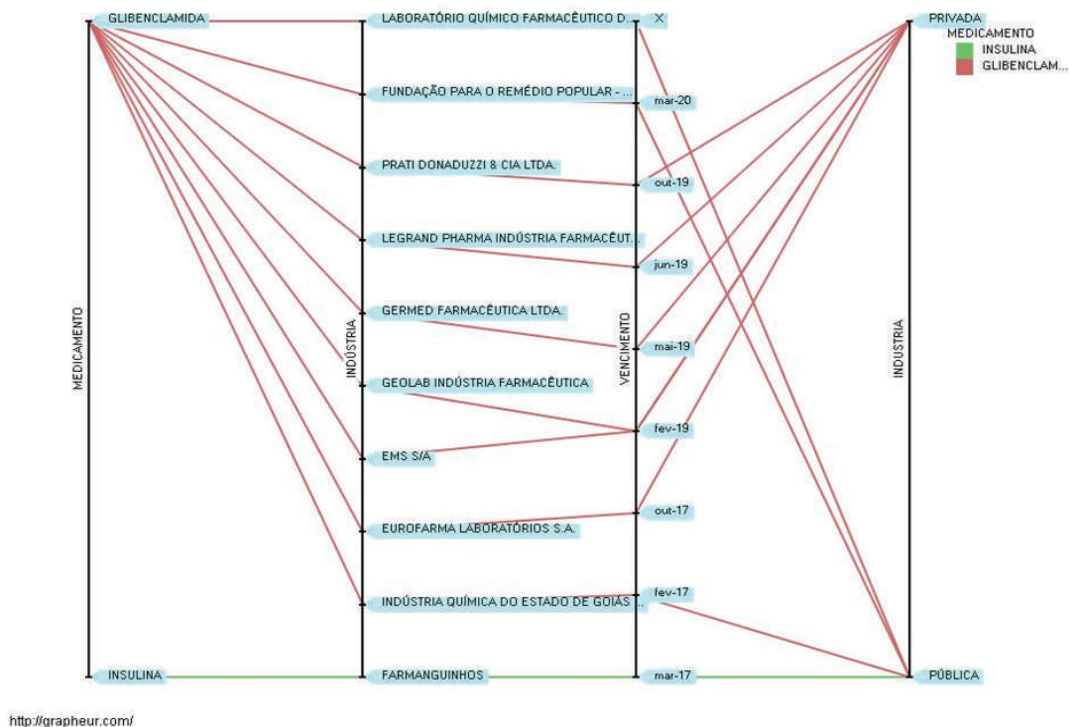 GLIBENCLAMIDA
LABORATÓRIO QUÍMICO FARMACÊUTICO D...
X
PRIVADA
MEDICAMENTO
INSULINA
GLIBENCLAM...
FUNDAÇÃO PARA O REMÉDIO POPULAR - ...
mar-20
PRATI DONADUZZI & CIA LTDA.
out-19
LEGRAND PHARMA INDÚSTRIA FARMACÊUT...
jun-19
GERMED FARMACÊUTICA LTDA.
mai-19
MEDICAMENTO
INDÚSTRIA
VENCIMENTO
INDUSTRIA
GEOLAB INDÚSTRIA FARMACÊUTICA
fev-19
EMS S/A
out-17
EUROFARMA LABORATÓRIOS S.A.
fev-17
INDÚSTRIA QUÍMICA DO ESTADO DE GOIÁS ...
INSULINA
FARMANGUINHOS
mar-17
PÚBLICA
http://grapheur.com/